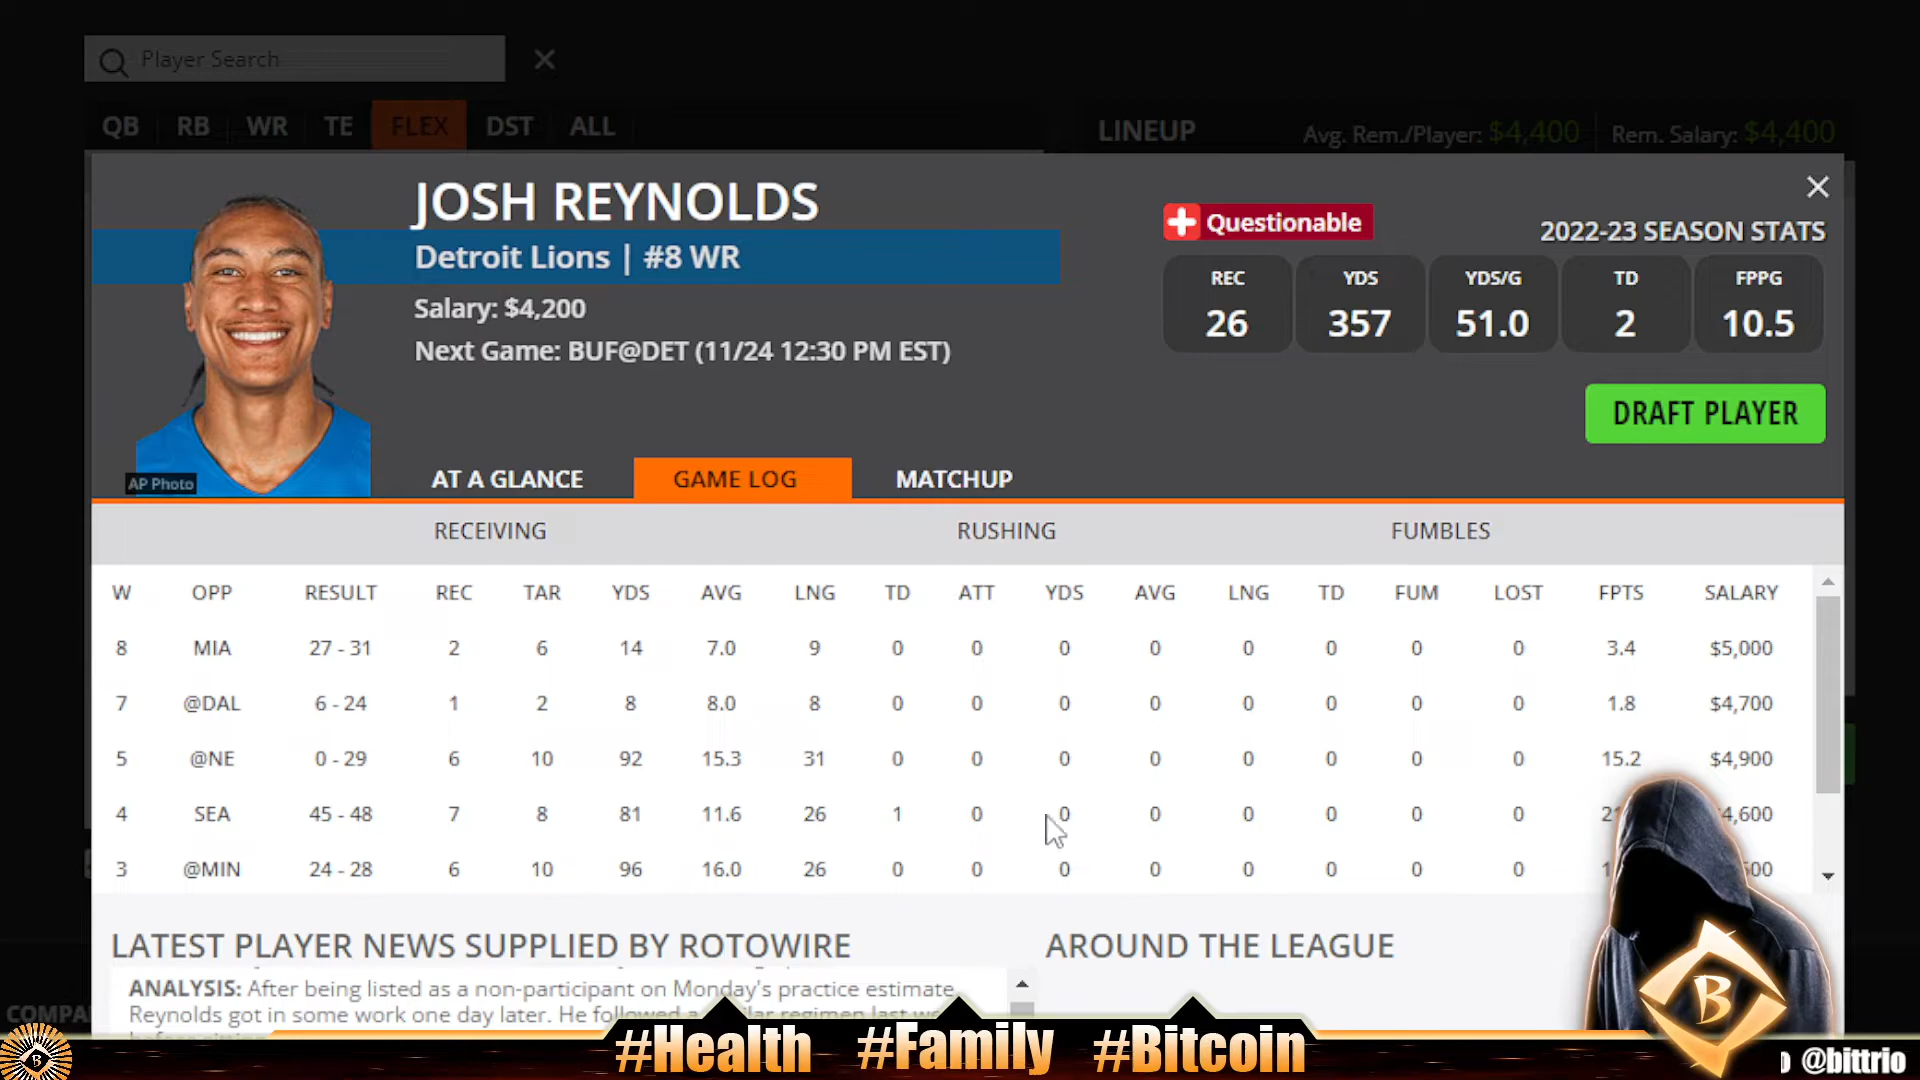 Player Search
QB RB WR TE FLEX DST ALL
LINEUP Avg. Rem./Player: $4,400 Rem. Salary: $4,400
JOSH REYNOLDS
Detroit Lions | #8 WR
Salary: $4,200
Next Game: BUF@DET (11/24 12:30 PM EST)
Questionable
2022-23 SEASON STATS
REC YDS YDS/G TD FPPG
26 357 51.0 2 10.5
DRAFT PLAYER
AP Photo
AT A GLANCE GAME LOG MATCHUP
RECEIVING RUSHING FUMBLES
W OPP RESULT REC TAR YDS AVG LNG TD ATT YDS AVG LNG TD FUM LOST FPTS SALARY
8 MIA 27 - 31 2 6 14 7.0 9 0 0 0 0 0 0 0 0 3.4 $5,000
7 @DAL 6 - 24 1 2 8 8.0 8 0 0 0 0 0 0 0 0 1.8 $4,700
5 @NE 0 - 29 6 10 92 15.3 31 0 0 0 0 0 0 0 0 15.2 $4,900
4 SEA 45 - 48 7 8 81 11.6 26 1 0 0 0 0 0 0 0 4,600
3 @MIN 24 - 28 6 10 96 16.0 26 0 0 0 0 0 0 0 0
LATEST PLAYER NEWS SUPPLIED BY ROTOWIRE
AROUND THE LEAGUE
ANALYSIS: After being listed as a non-participant on Monday's practice estimate,
Reynolds got in some work one day later. He followed
#Health #Family #Bitcoin
B
B
@bittrio